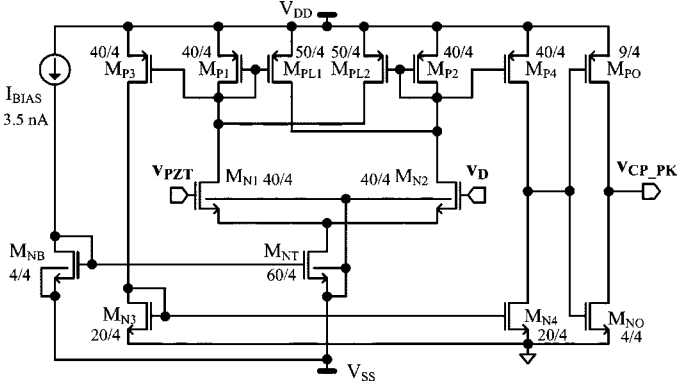 V_DD
40/4 40/4 50/4 50/4 40/4 40/4 9/4
M_P3 M_P1 M_PL1 M_PL2 M_P2 M_P4 M_PO
I_BIAS
3.5 nA
v_PZT M_N1 40/4 40/4 M_N2 v_D v_CP_PK
M_NB M_NT
4/4 60/4
M_N3 M_N4 M_NO
20/4 20/4 4/4
V_SS